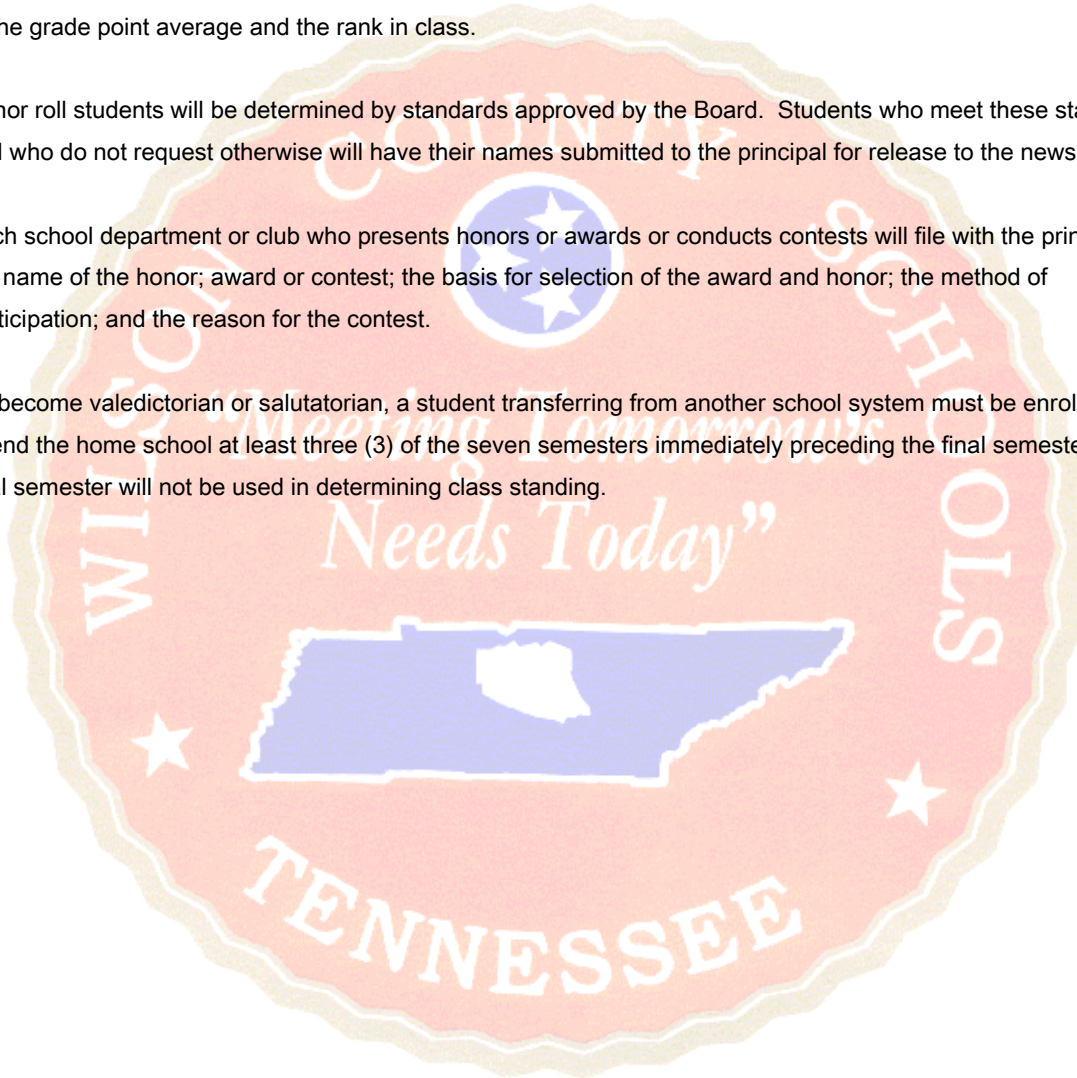 he grade point average and the rank in class.
nor roll students will be determined by standards approved by the Board.  Students who meet these sta
d who do not request otherwise will have their names submitted to the principal for release to the news
ch school department or club who presents honors or awards or conducts contests will file with the prin
name of the honor; award or contest; the basis for selection of the award and honor; the method of
ticipation; and the reason for the contest.
become valedictorian or salutatorian, a student transferring from another school system must be enrol
end the home school at least three (3) of the seven semesters immediately preceding the final semeste
al semester will not be used in determining class standing.
WILSON COUNTY SCHOOLS
"Meeting Tomorrow's
Needs Today"
TENNESSEE